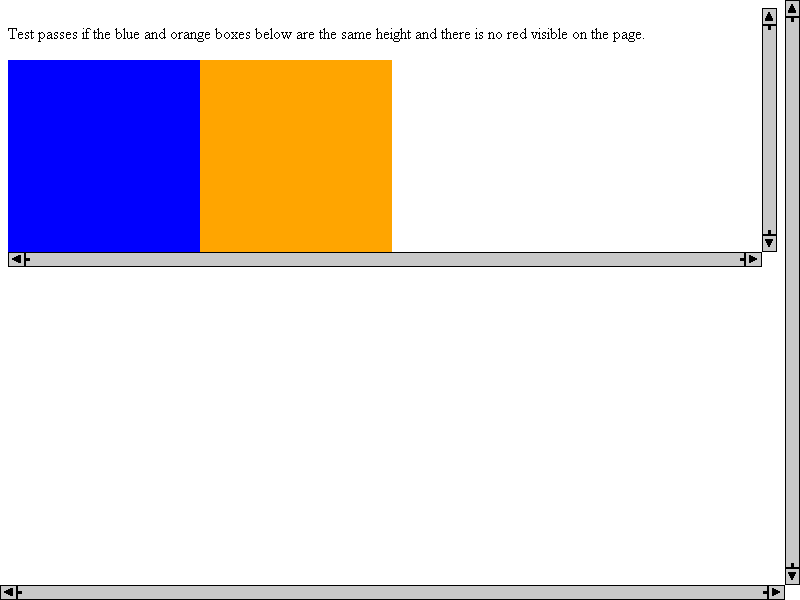 Test passes if the blue and orange boxes below are the same height and there is no red visible on the page.